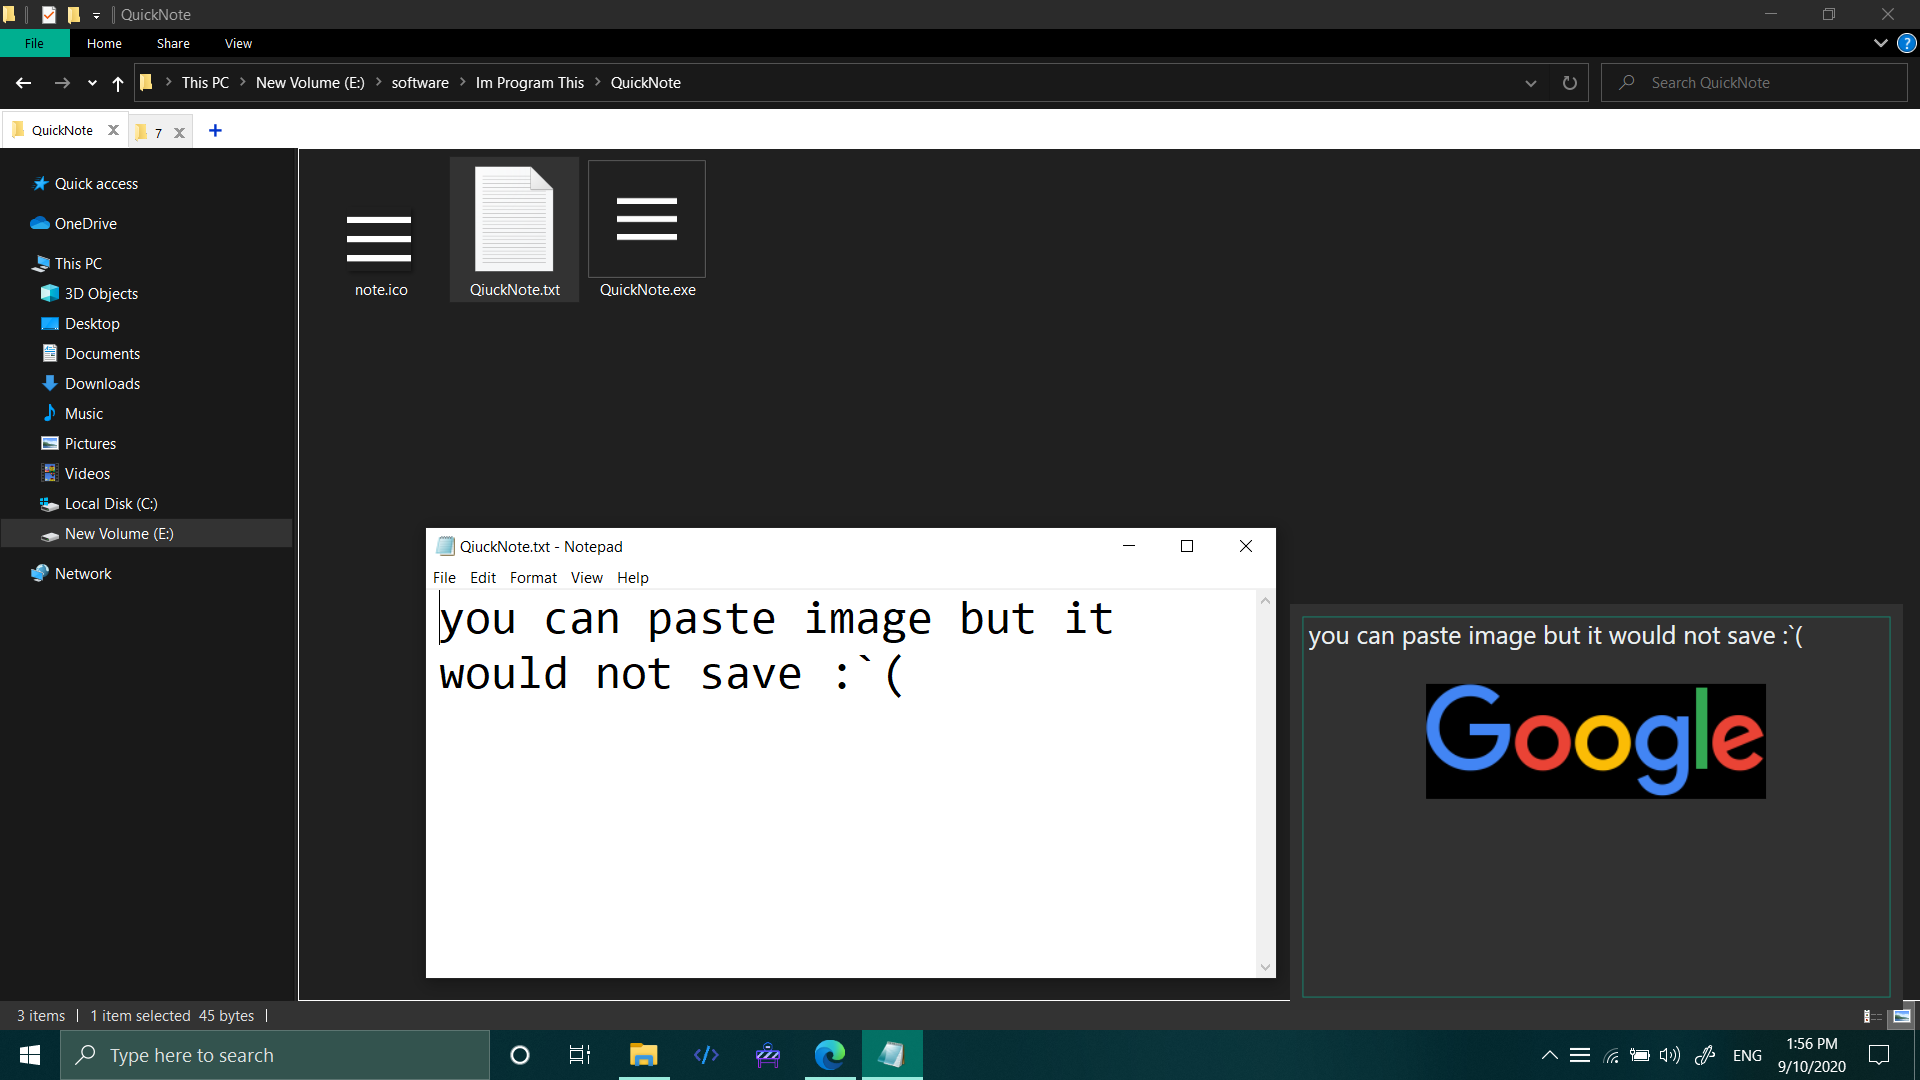 QuickNote
File Home Share View
This PC New Volume (E:) software Im Program This QuickNote
Search QuickNote
QuickNote 7
Quick access
OneDrive
This PC
3D Objects
Desktop
Documents
Downloads
Music
Pictures
Videos
Local Disk (C:)
New Volume (E:)
Network
note.ico QiuckNote.txt QuickNote.exe
QiuckNote.txt - Notepad
File Edit Format View Help
you can paste image but it
would not save :`(
you can paste image but it would not save :`(
Google
3 items 1 item selected 45 bytes
Type here to search
ENG
1:56 PM
9/10/2020